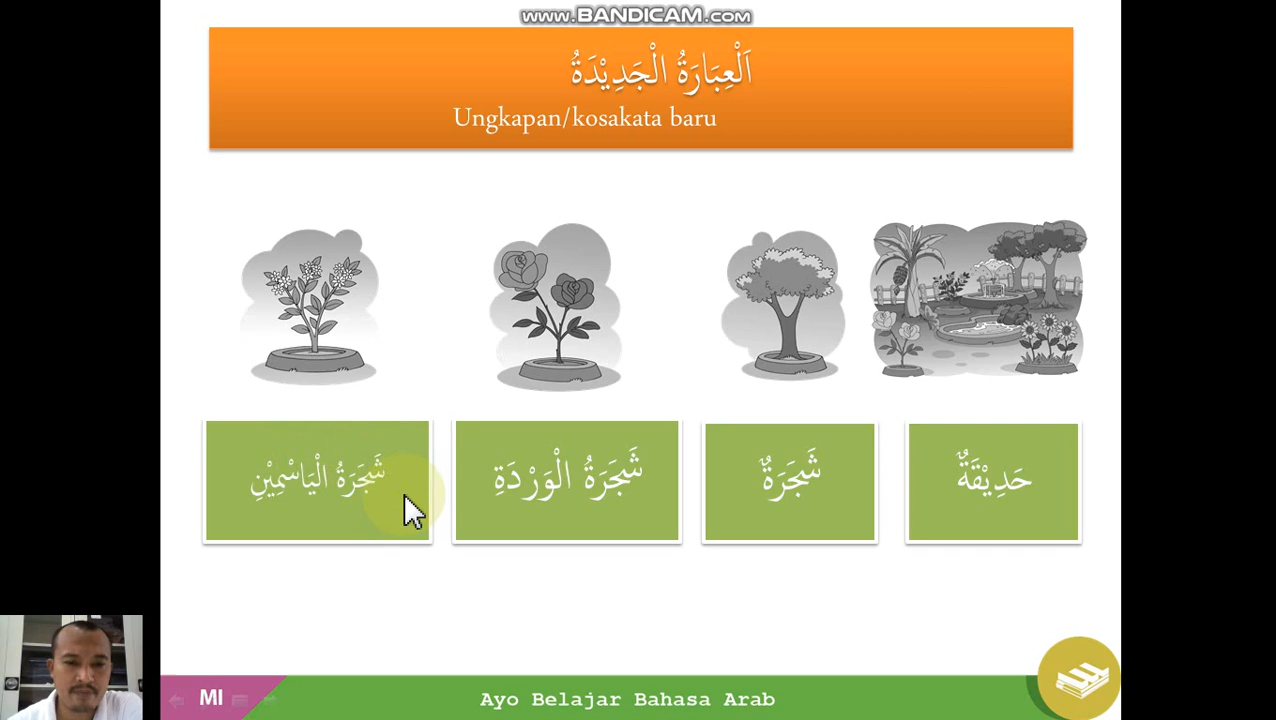 WWW.BANDICAM.COM
اَلْعِبَارَةُ الْجَدِيْدَةُ
Ungkapan/kosakata baru
حَدِيْقَةٌ
شَجَرَةٌ
شَجَرَةُ الْوَرْدَةِ
شَجَرَةُ الْيَاسْمِيْنِ
MI
Ayo Belajar Bahasa Arab